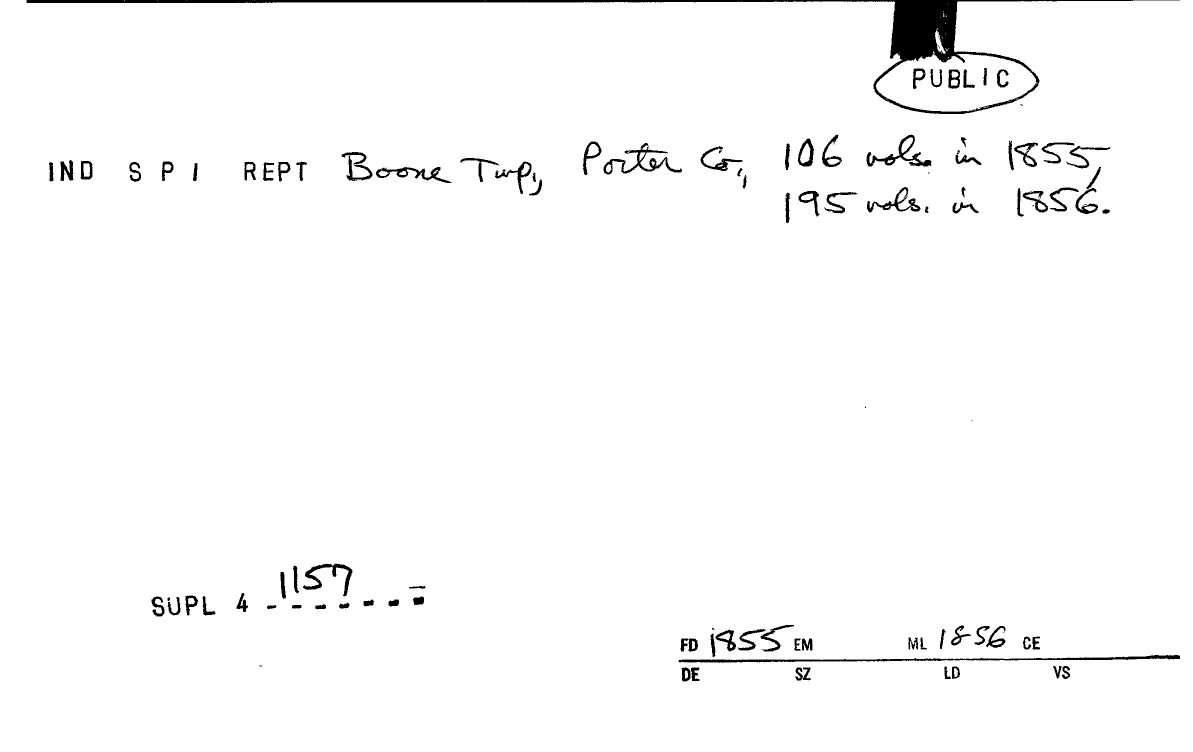 PUBLIC
IND S P I REPT Boone Twp., Porter Co., 106 vols. in 1855,
195 vols. in 1856.
SUPL 4 1157
FD 1855 EM ML 1856 CE
DE SZ LD VS